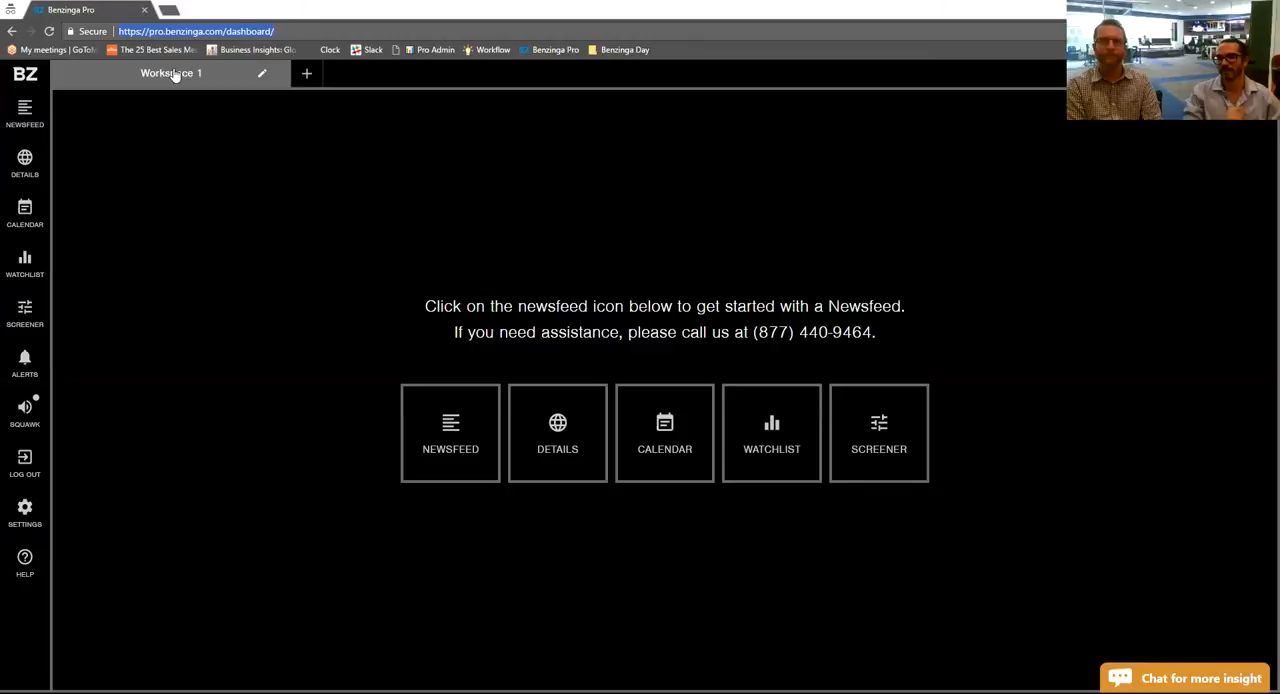 Benzinga Pro
Secure
https://pro.benzinga.com/dashboard/
My meetings | GoToM
The 25 Best Sales Me
Business Insights: Glo
Clock
Slack
Pro Admin
Workflow
Benzinga Pro
Benzinga Day
BZ
Workspace 1
+
NEWSFEED
DETAILS
CALENDAR
WATCHLIST
SCREENER
ALERTS
SQUAWK
LOG OUT
SETTINGS
HELP
Click on the newsfeed icon below to get started with a Newsfeed.
If you need assistance, please call us at (877) 440-9464.
NEWSFEED
DETAILS
CALENDAR
WATCHLIST
SCREENER
Chat for more insight